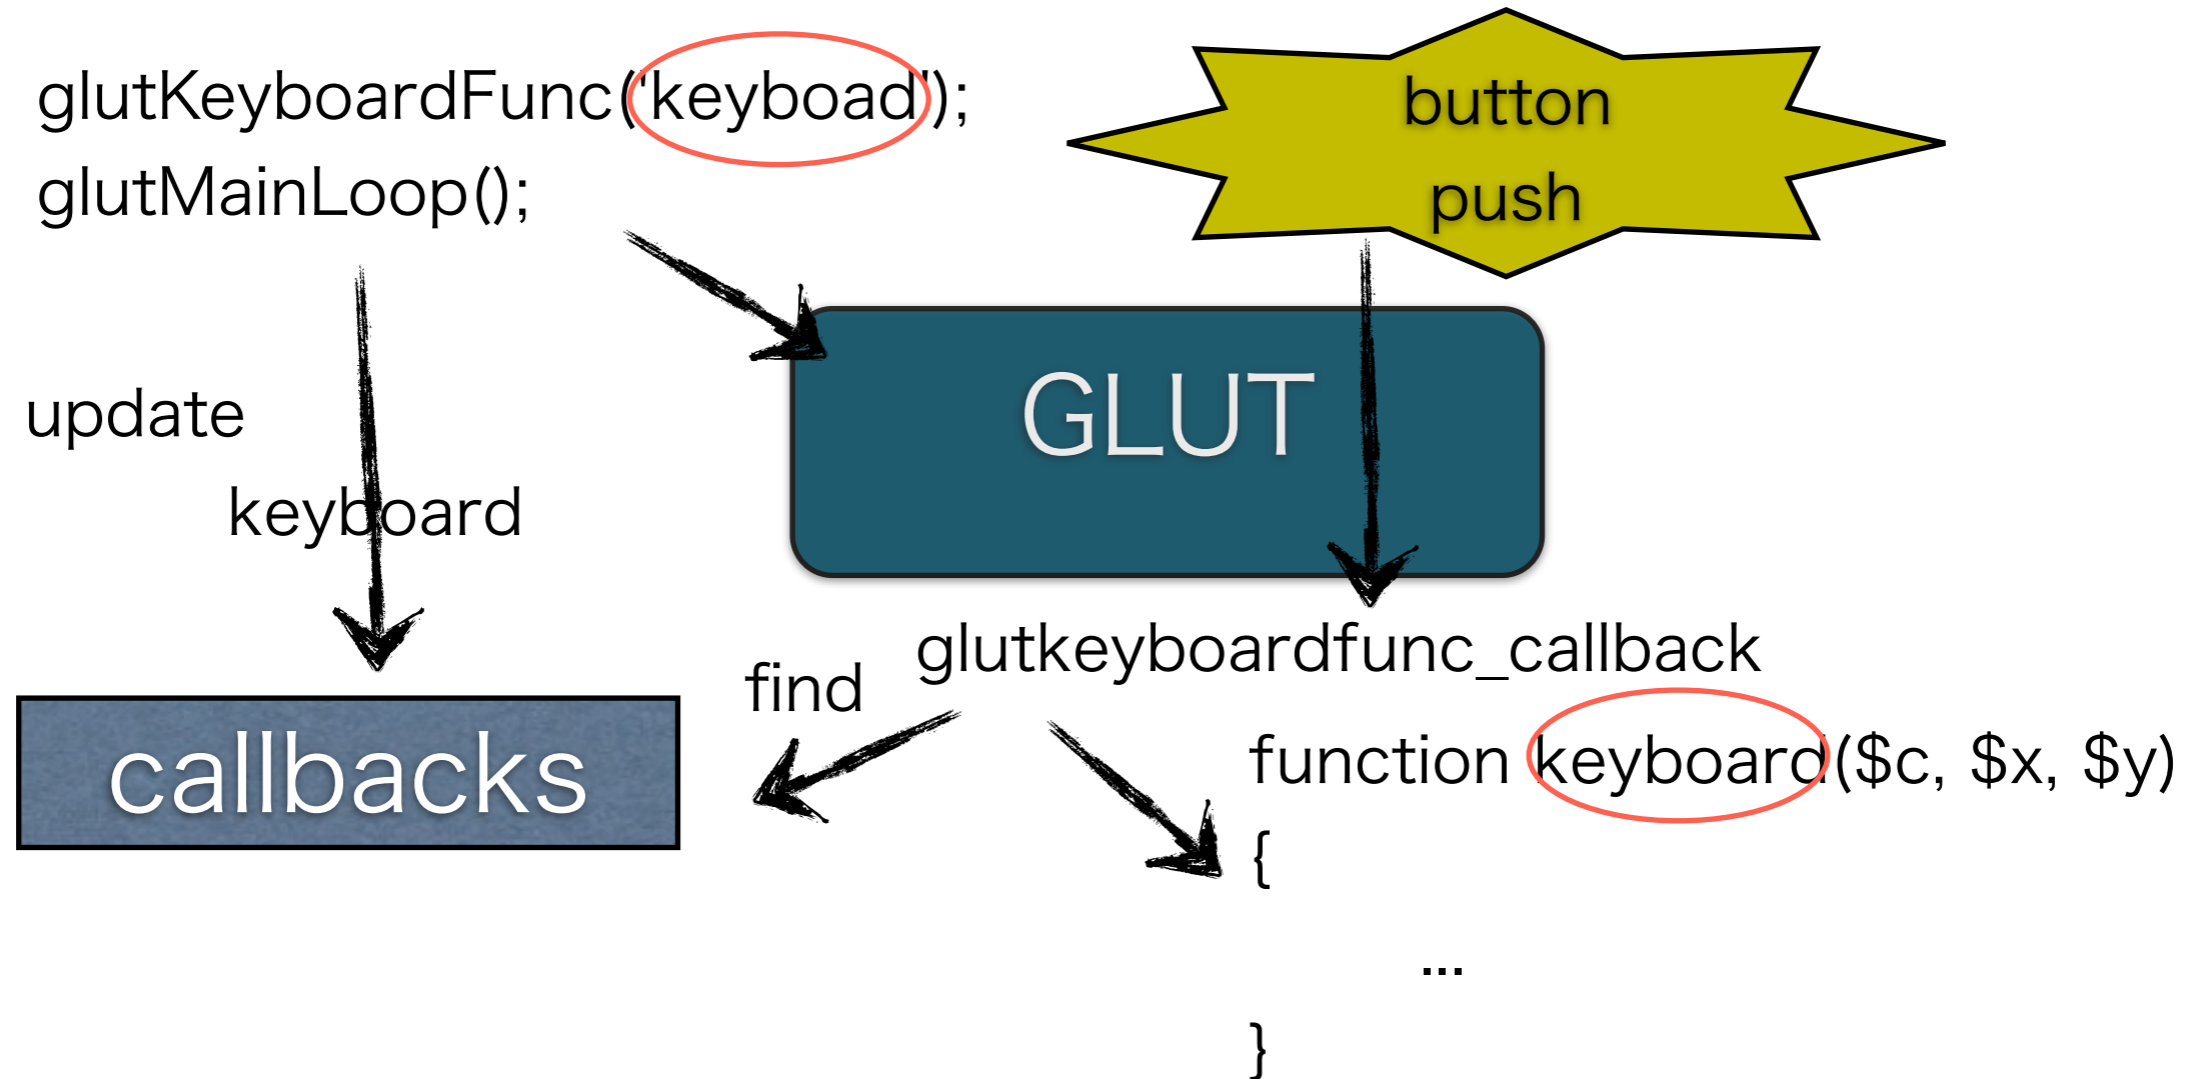 glutKeyboardFunc('keyboad');
glutMainLoop();
button
push
update
keyboard
GLUT
glutkeyboardfunc_callback
find
callbacks
function keyboard($c, $x, $y)
{
...
}